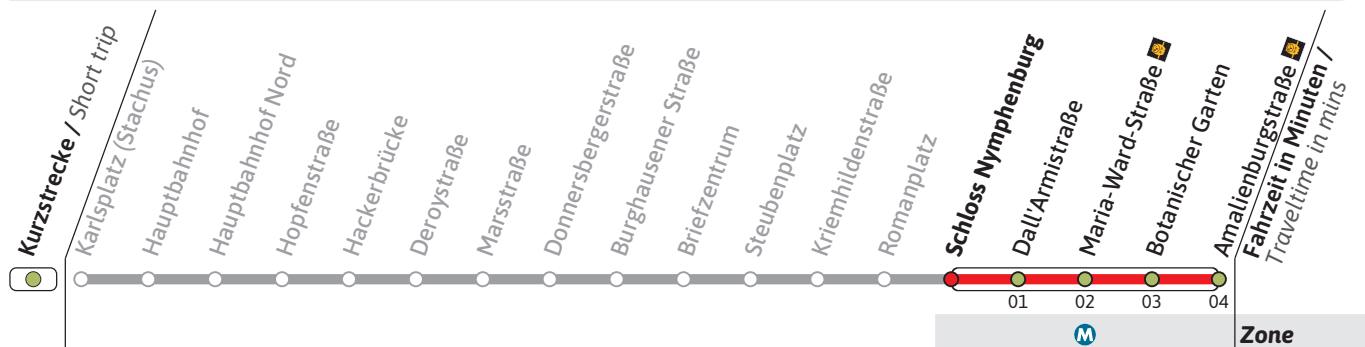 Kurzstrecke / Short trip
Karlsplatz (Stachus)
Hauptbahnhof
Hauptbahnhof Nord
Hopfenstraße
Hackerbrücke
Deroystraße
Marsstraße
Donnersbergerstraße
Burghausener Straße
Briefzentrum
Steubenplatz
Kriemhildenstraße
Romanplatz
Schloss Nymphenburg
Dall'Armistraße
Maria-Ward-Straße
Botanischer Garten
Amalienburgstraße
Fahrzeit in Minuten /
Traveltime in mins
01 02 03 04
M Zone